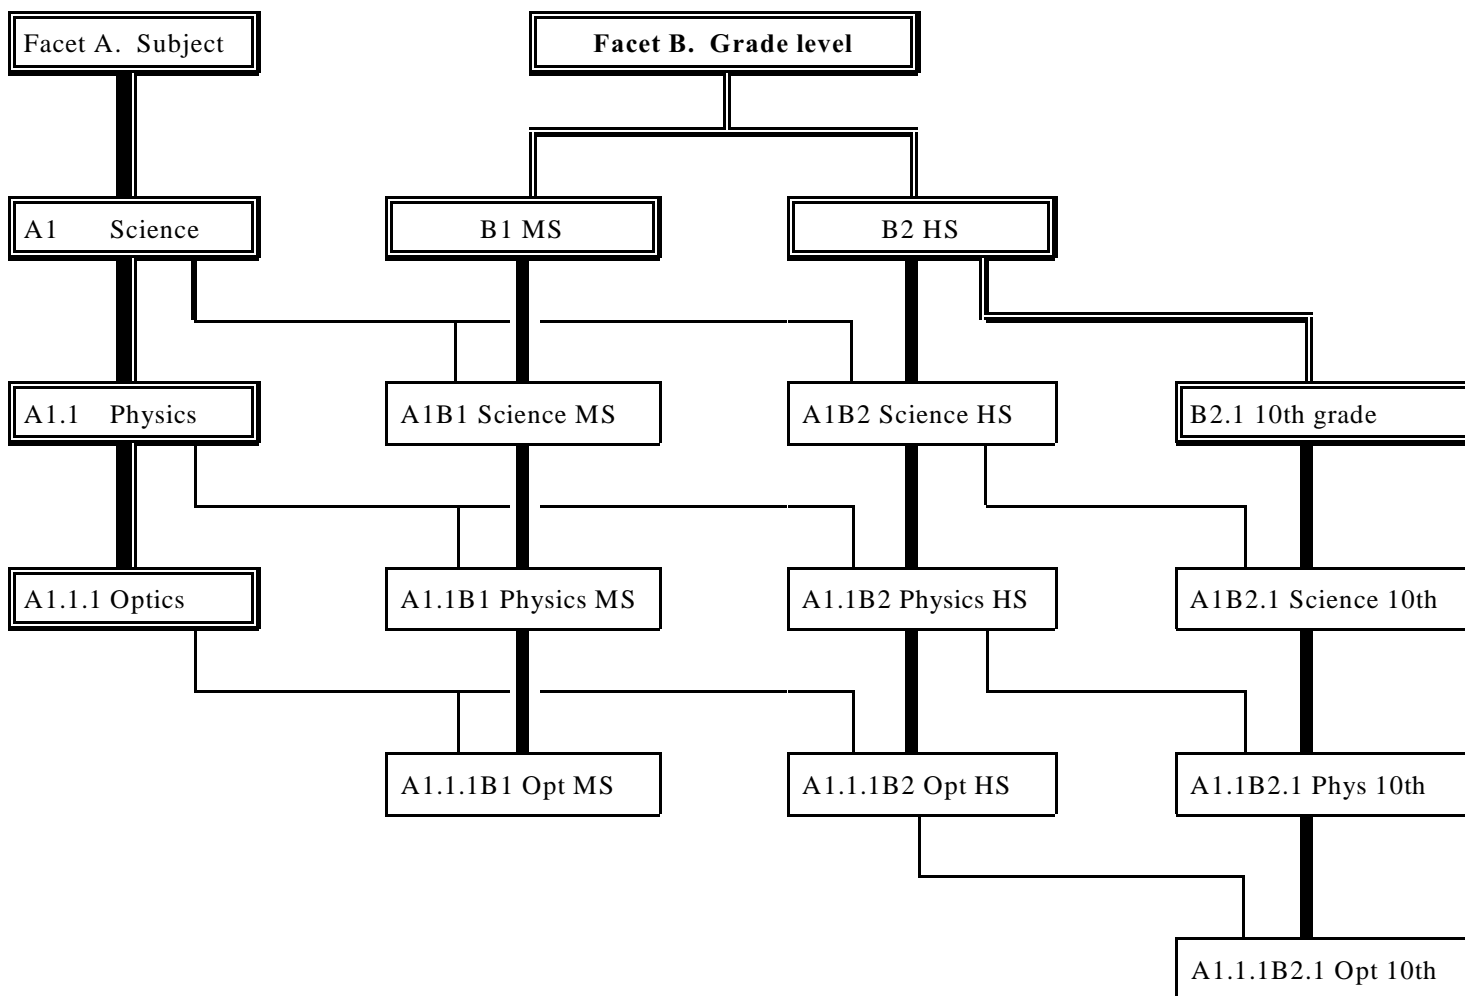 Facet A. Subject
Facet B. Grade level
A1 Science
B1 MS
B2 HS
A1.1 Physics
A1B1 Science MS
A1B2 Science HS
B2.1 10th grade
A1.1.1 Optics
A1.1B1 Physics MS
A1.1B2 Physics HS
A1B2.1 Science 10th
A1.1.1B1 Opt MS
A1.1.1B2 Opt HS
A1.1B2.1 Phys 10th
A1.1.1B2.1 Opt 10th